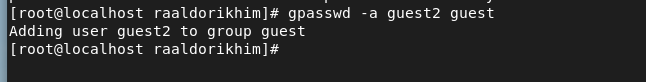 [root@localhost raaldorikhim]# gpasswd -a guest2 guest
Adding user guest2 to group guest
[root@localhost raaldorikhim]#